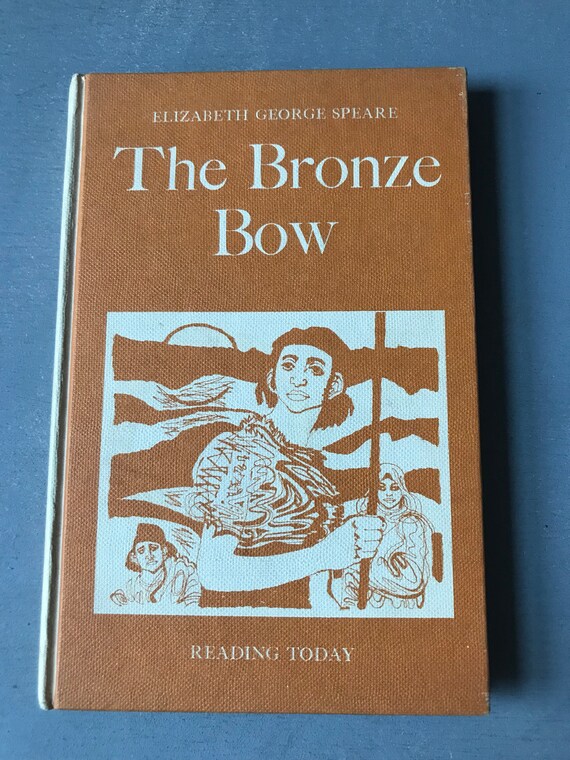 ELIZABETH GEORGE SPEARE
The Bronze
Bow
READING TODAY